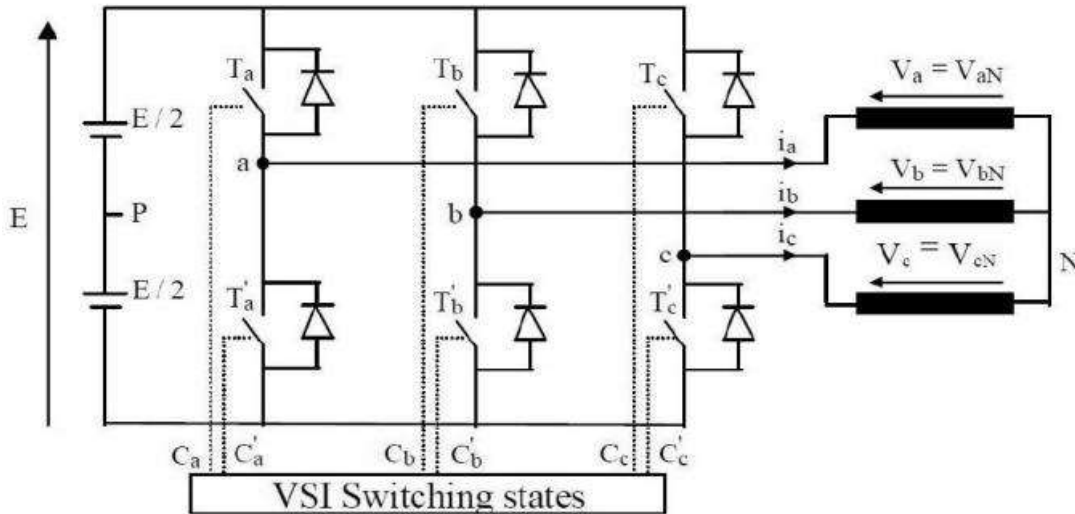 E
E / 2
P
E / 2
Ta
Tb
Tc
a
b
c
T'a
T'b
T'c
ia
ib
ic
Va = VaN
Vb = VbN
Vc = VcN
N
Ca
C'a
Cb
C'b
Cc
C'c
VSI Switching states